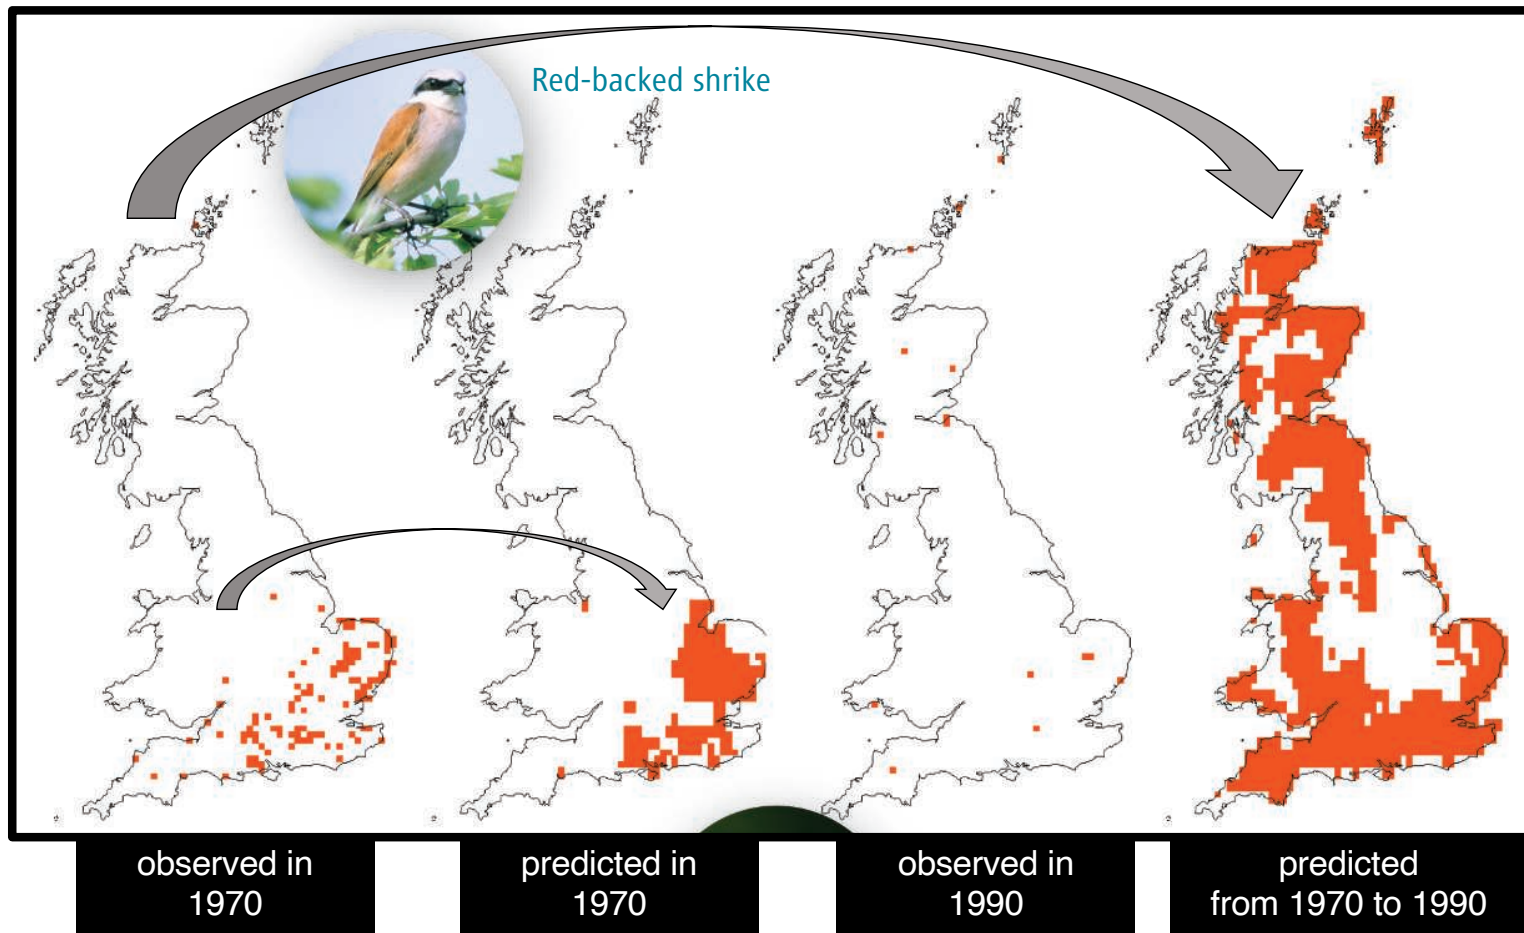 Red-backed shrike
observed in
1970
predicted in
1970
observed in
1990
predicted
from 1970 to 1990